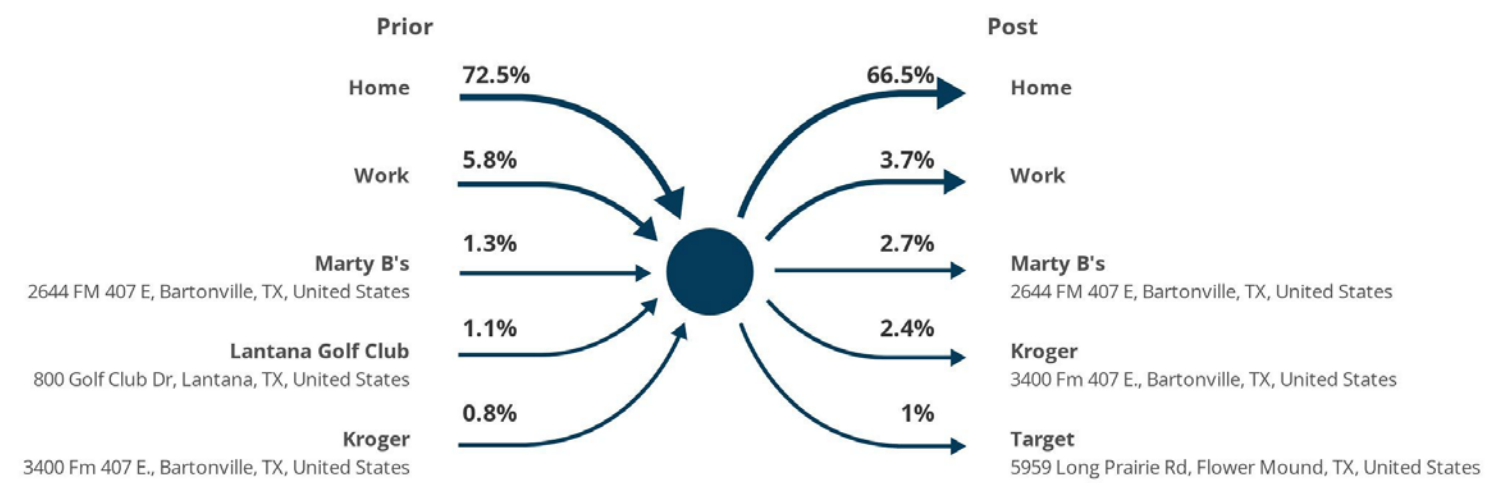 Prior
Home
72.5%
Work
5.8%
Marty B's
2644 FM 407 E, Bartonville, TX, United States
1.3%
Lantana Golf Club
800 Golf Club Dr, Lantana, TX, United States
1.1%
Kroger
3400 Fm 407 E., Bartonville, TX, United States
0.8%
Post
66.5%
Home
3.7%
Work
2.7%
Marty B's
2644 FM 407 E, Bartonville, TX, United States
2.4%
Kroger
3400 Fm 407 E., Bartonville, TX, United States
1%
Target
5959 Long Prairie Rd, Flower Mound, TX, United States